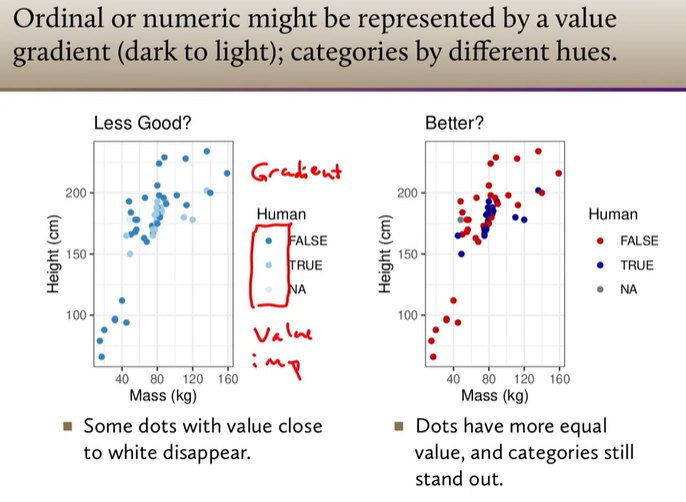 Ordinal or numeric might be represented by a value
gradient (dark to light); categories by different hues.
Less Good?
Height (cm)
200
150
100
40
80
120
160
Mass (kg)
Gradient
Human
FALSE
TRUE
NA
Value
imp
Some dots with value close
to white disappear.
Better?
Height (cm)
200
150
100
40
80
120
160
Mass (kg)
Human
FALSE
TRUE
NA
Dots have more equal
value, and categories still
stand out.